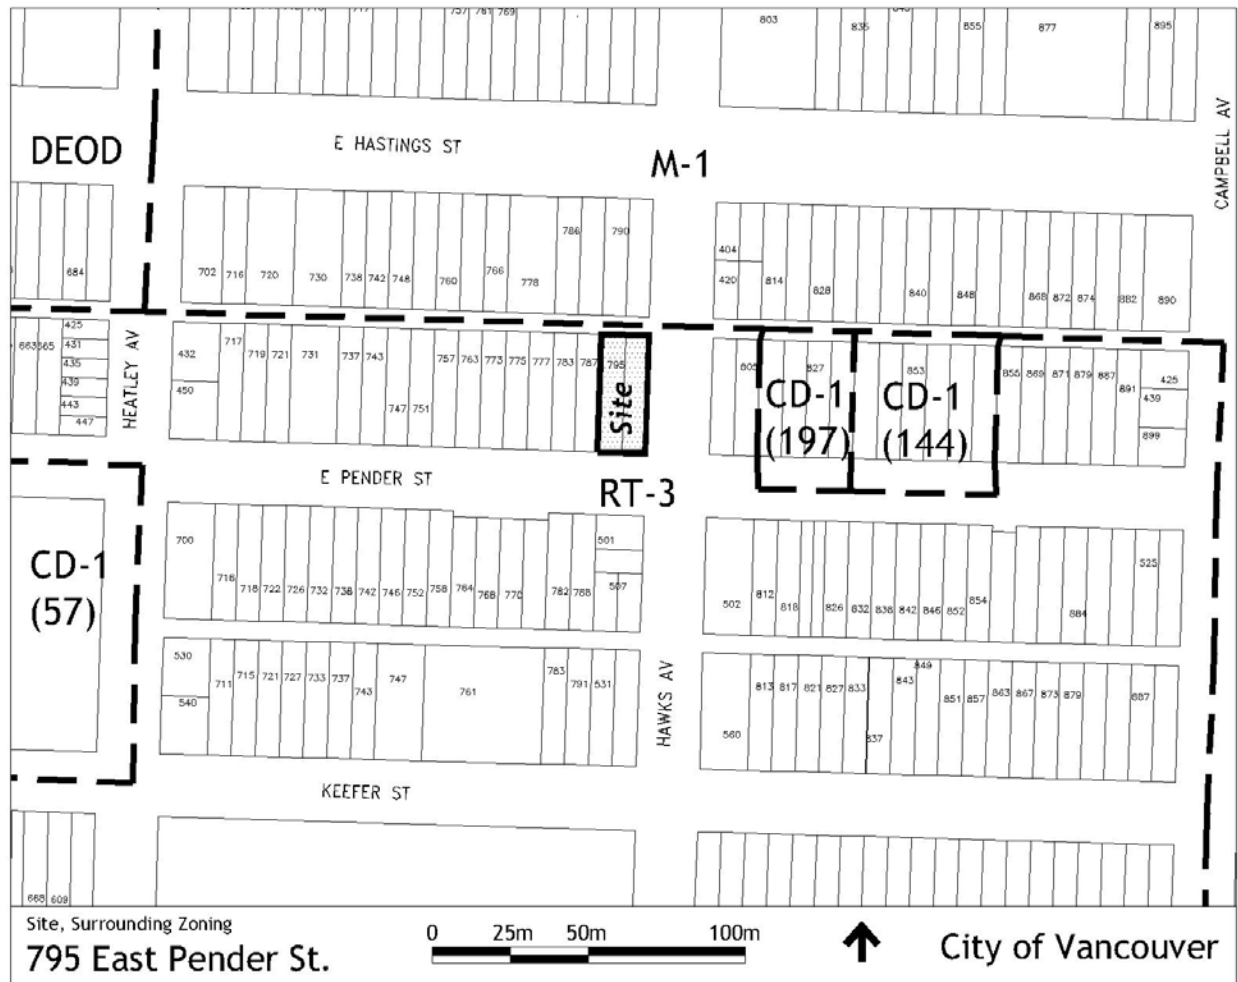 757 761 769
803
835
855
877
895
CAMPBELL AV
DEOD
E HASTINGS ST
M-1
684
702 716 720 730 738 742 748 760 766 778 786 790
404
420
814 828 840 848 868 872 874 882 890
425
431
435
439
443
447
HEATLEY AV
432
450
717 719 721 731 737 743 747 751 757 763 773 775 777 783 787 795
Site
805 827 853 855 869 871 879 887 891
425
439
899
CD-1
(197)
CD-1
(144)
E PENDER ST
RT-3
CD-1
(57)
700 716 718 722 726 732 738 742 746 752 758 764 768 770 782 788
501
507
502 812 818 826 832 838 842 846 852 854 884 525
530
540
711 715 721 727 733 737 743 747 761 783 791 531
HAWKS AV
560 813 817 821 827 833 837 843 849 851 857 863 867 873 879 887
KEEFER ST
668 609
Site, Surrounding Zoning
795 East Pender St.
0 25m 50m 100m
City of Vancouver